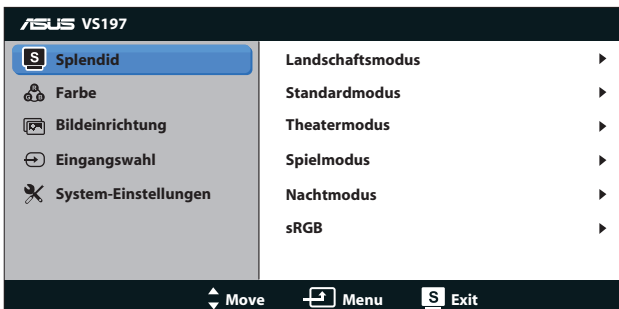 ASUS VS197
S Splendid
Farbe
Bildeinrichtung
Eingangswahl
System-Einstellungen
Landschaftsmodus
Standardmodus
Theatermodus
Spielmodus
Nachtmodus
sRGB
Move Menu S Exit